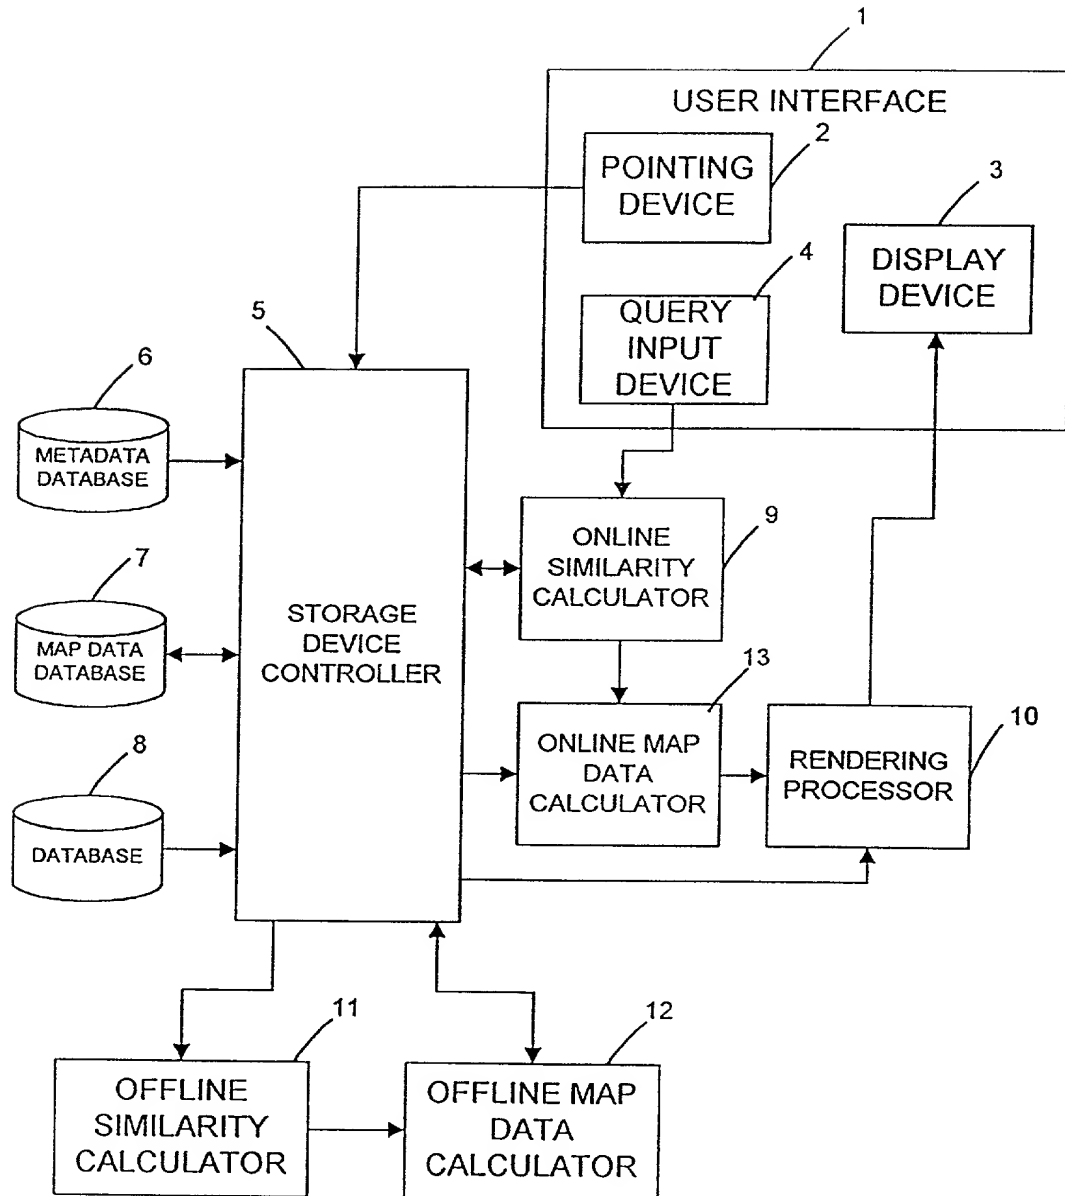 1
USER INTERFACE
2
POINTING
DEVICE
3
DISPLAY
DEVICE
4
QUERY
INPUT
DEVICE
5
STORAGE
DEVICE
CONTROLLER
6
METADATA
DATABASE
7
MAP DATA
DATABASE
8
DATABASE
9
ONLINE
SIMILARITY
CALCULATOR
13
ONLINE MAP
DATA
CALCULATOR
10
RENDERING
PROCESSOR
11
OFFLINE
SIMILARITY
CALCULATOR
12
OFFLINE MAP
DATA
CALCULATOR